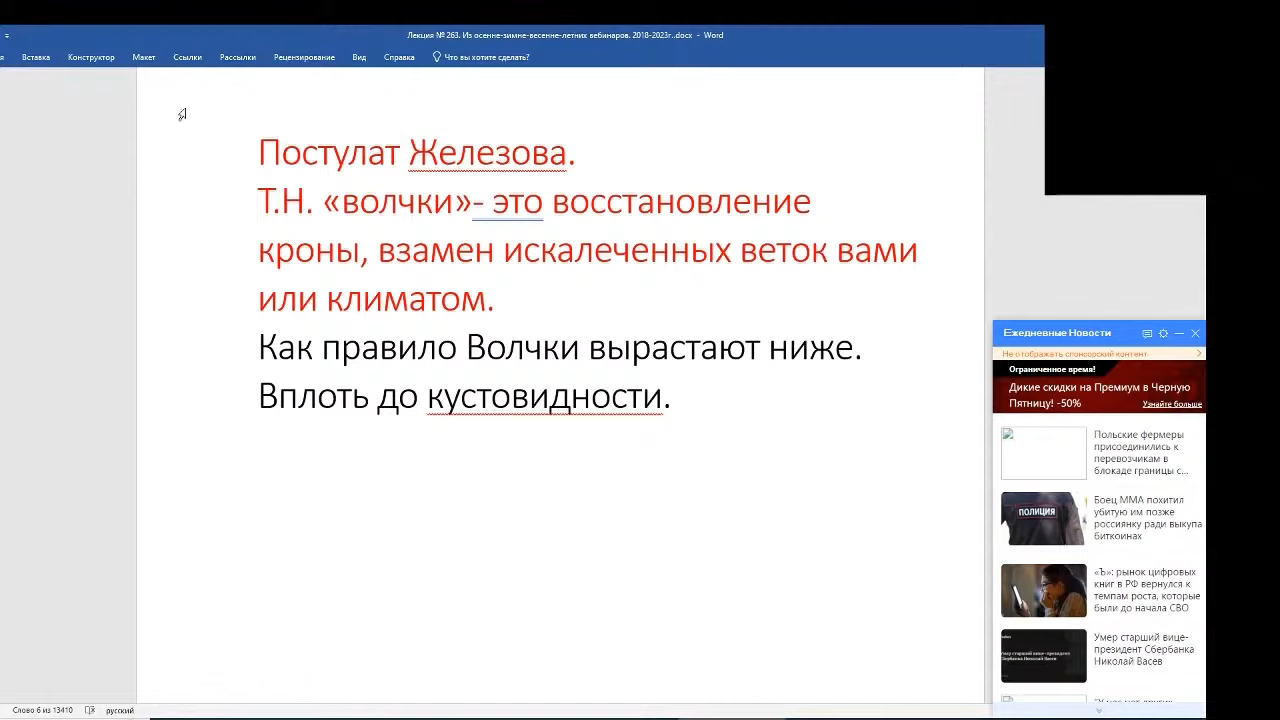 Лекция № 263. Из осенне-зимне-весенне-летних вебинаров. 2018-2023г..docx - Word
Вставка Конструктор Макет Ссылки Рассылки Рецензирование Вид Справка Что вы хотите сделать?
Постулат Железова.
Т.Н. «волчки»- это восстановление
кроны, взамен искалеченных веток вами
или климатом.
Как правило Волчки вырастают ниже.
Вплоть до кустовидности.
Ежедневные Новости
Не отображать спонсорский контент
Ограниченное время!
Дикие скидки на Премиум в Черную
Пятницу! -50%
Узнайте больше
Польские фермеры
присоединились к
перевозчикам в
блокаде границы с...
ПОЛИЦИЯ
Боец ММА похитил
убитую им позже
россиянку ради выкупа
биткоинах
«Ъ»: рынок цифровых
книг в РФ вернулся к
темпам роста, которые
были до начала СВО
Умер старший вице-
президент Сбербанка
Николай Васев
Слово 6 из 13410 русский